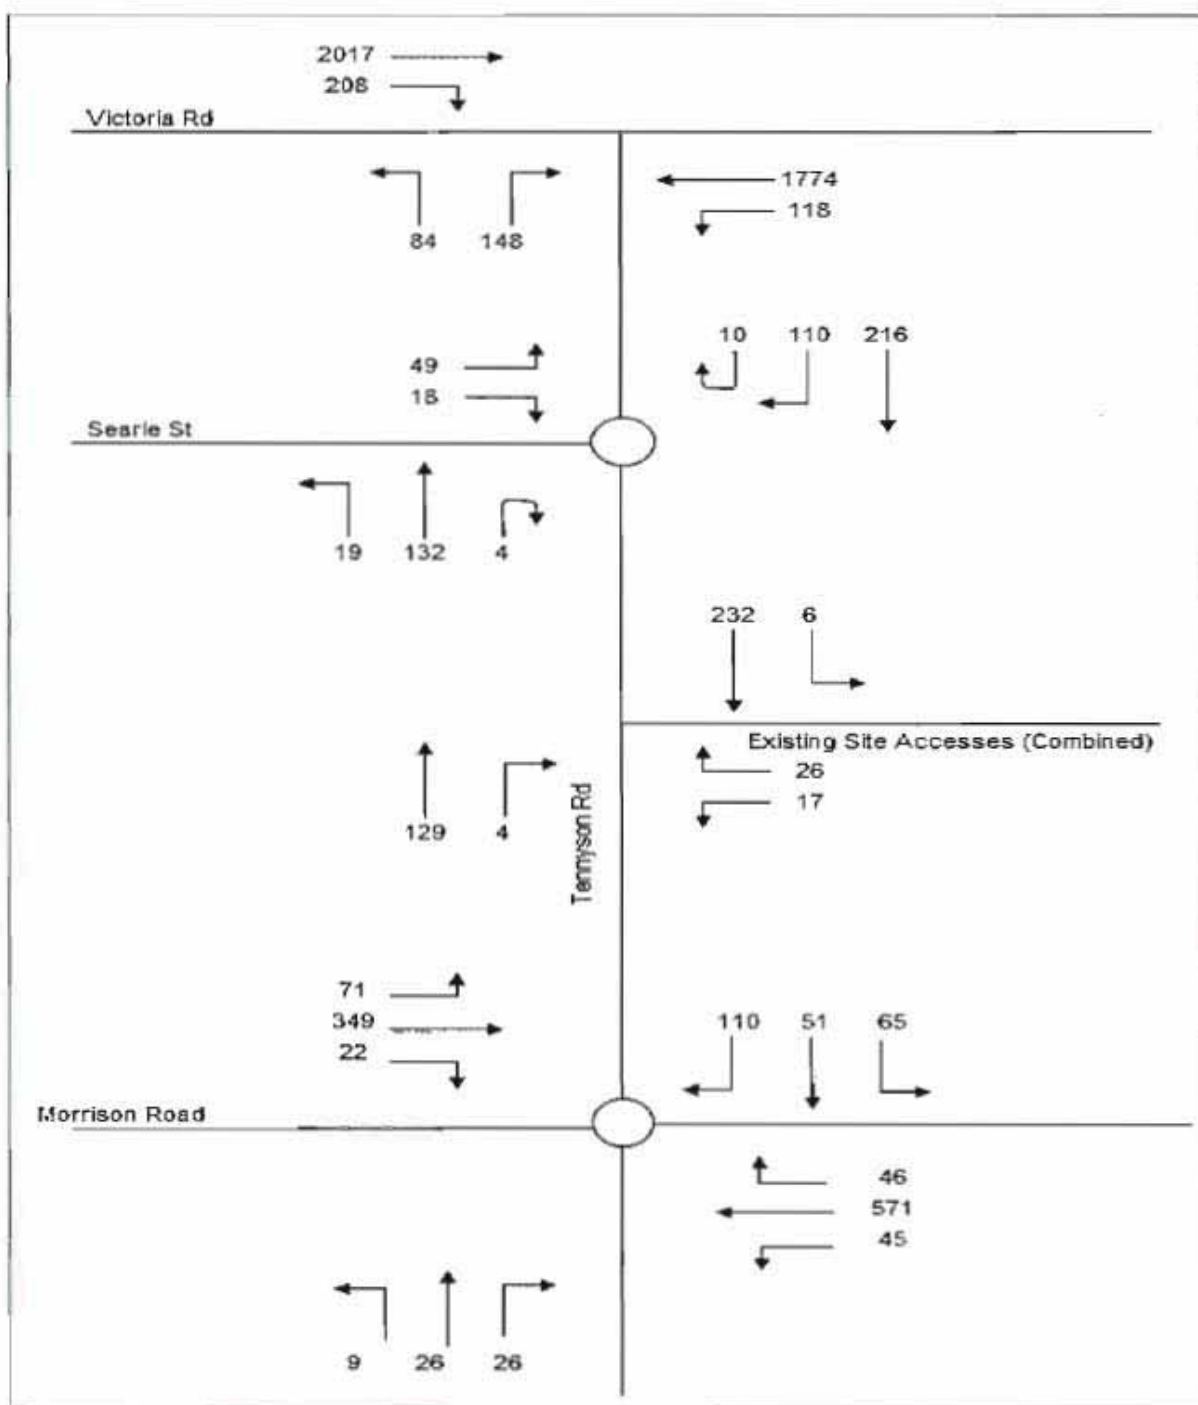 2017
208
Victoria Rd
1774
118
84 148
10 110 216
49
18
Searle St
19 132 4
232 6
Existing Site Accesses (Combined)
26
17
129 4
Tennyson Rd
71
349
22
110 51 65
Morrison Road
46
571
45
9 26 26